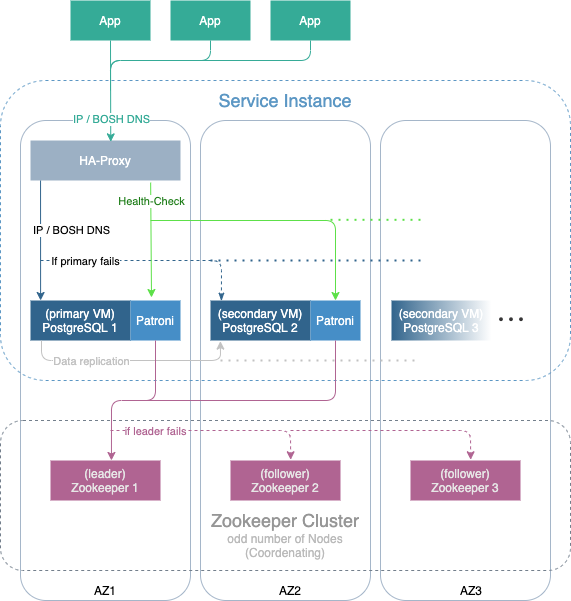 App
App
App
Service Instance
IP / BOSH DNS
HA-Proxy
Health-Check
IP / BOSH DNS
If primary fails
(primary VM)
PostgreSQL 1
Patroni
(secondary VM)
PostgreSQL 2
Patroni
(secondary VM)
PostgreSQL 3
Data replication
if leader fails
(leader)
Zookeeper 1
(follower)
Zookeeper 2
(follower)
Zookeeper 3
Zookeeper Cluster
odd number of Nodes
(Coordenating)
AZ1
AZ2
AZ3